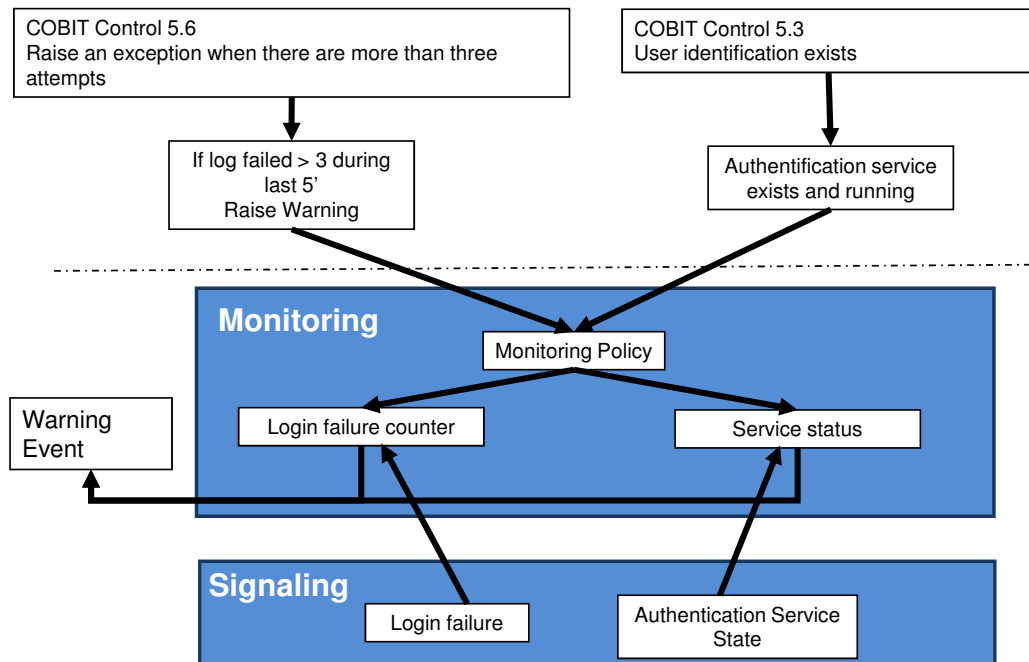 COBIT Control 5.6
Raise an exception when there are more than three
attempts
COBIT Control 5.3
User identification exists
If log failed > 3 during
last 5’
Raise Warning
Authentification service
exists and running
Monitoring
Monitoring Policy
Warning
Event
Login failure counter
Service status
Signaling
Login failure
Authentication Service
State